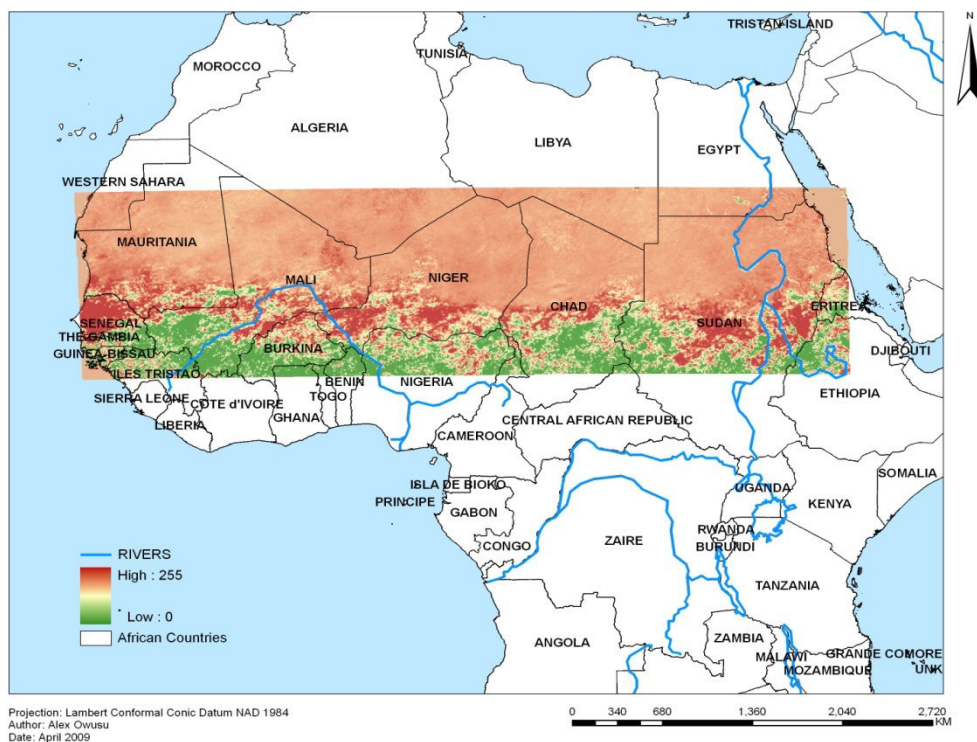 N
TRISTAN ISLAND
TUNISIA
MOROCCO
ALGERIA
LIBYA
EGYPT
WESTERN SAHARA
MAURITANIA
MALI
NIGER
CHAD
SUDAN
ERITREA
SENEGAL
THE GAMBIA
GUINEA-BISSAU
BURKINA
DJIBOUTI
ILES TRISTAO
BENIN
NIGERIA
TOGO
ETHIOPIA
SIERRA LEONE
COTE d'IVOIRE
GHANA
LIBERIA
CENTRAL AFRICAN REPUBLIC
CAMEROON
SOMALIA
ISLA DE BIOKO
UGANDA
KENYA
PRINCIPE
GABON
RWANDA
CONGO
ZAIRE
BURUNDI
TANZANIA
ANGOLA
ZAMBIA
MALAWI
GRANDE COMORE
MOZAMBIQUE
UNK
RIVERS
High : 255
Low : 0
African Countries
Projection: Lambert Conformal Conic Datum NAD 1984
Author: Alex Owusu
Date: April 2009
0 340 680 1,360 2,040 2,720
KM